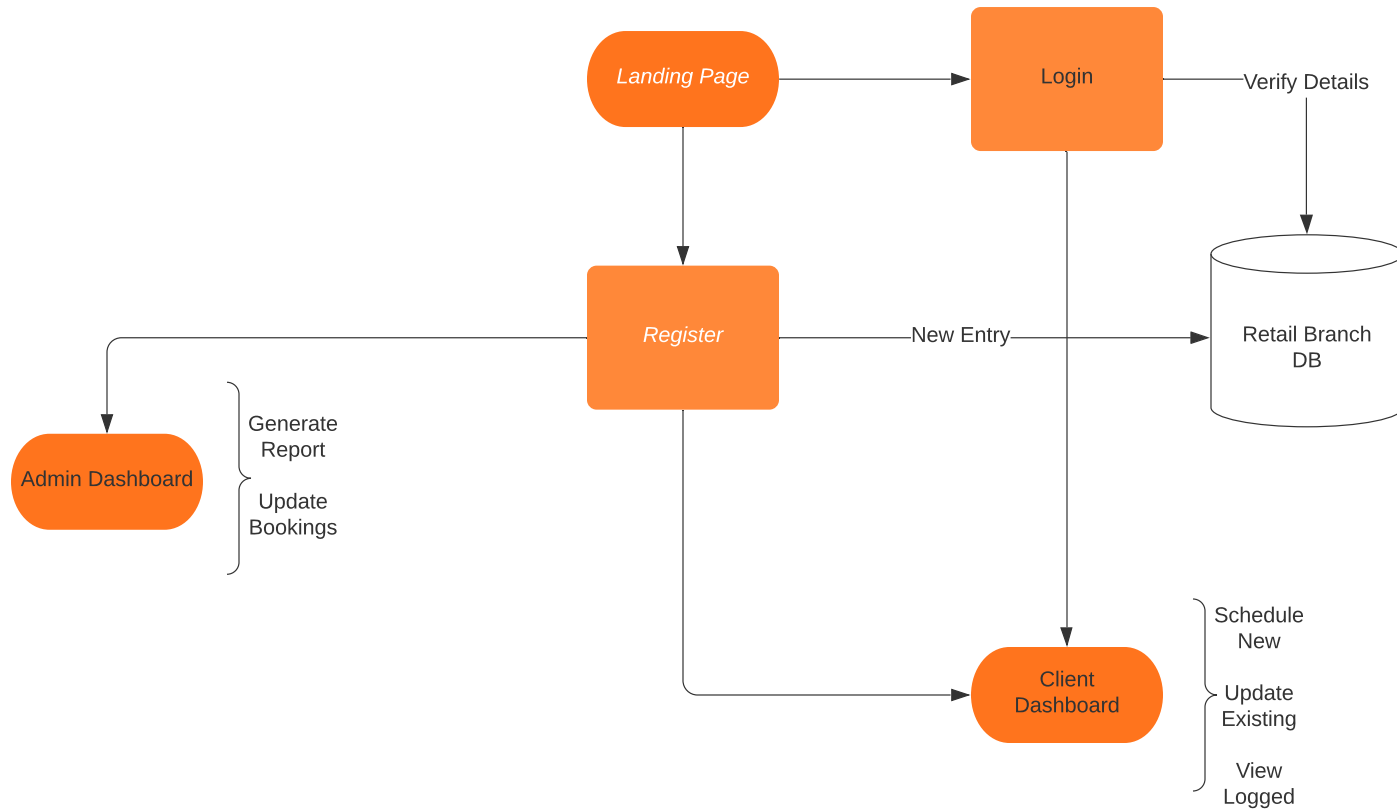 Landing Page
Login
Verify Details
Register
New Entry
Retail Branch
DB
Admin Dashboard
Generate
Report
Update
Bookings
Client
Dashboard
Schedule
New
Update
Existing
View
Logged